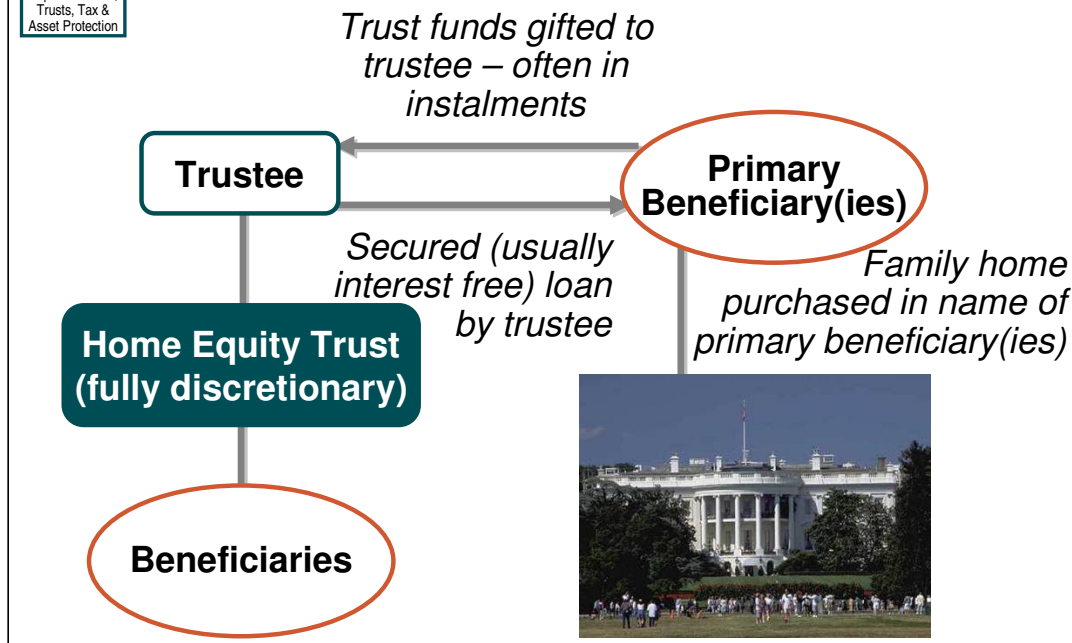 Trusts, Tax &
Asset Protection
Trust funds gifted to
trustee – often in
instalments
Trustee
Primary
Beneficiary(ies)
Secured (usually
interest free) loan
by trustee
Family home
purchased in name of
primary beneficiary(ies)
Home Equity Trust
(fully discretionary)
Beneficiaries